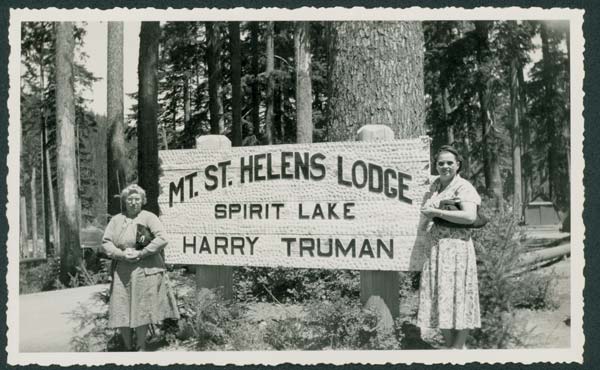 MT. ST. HELENS LODGE
SPIRIT LAKE
HARRY TRUMAN